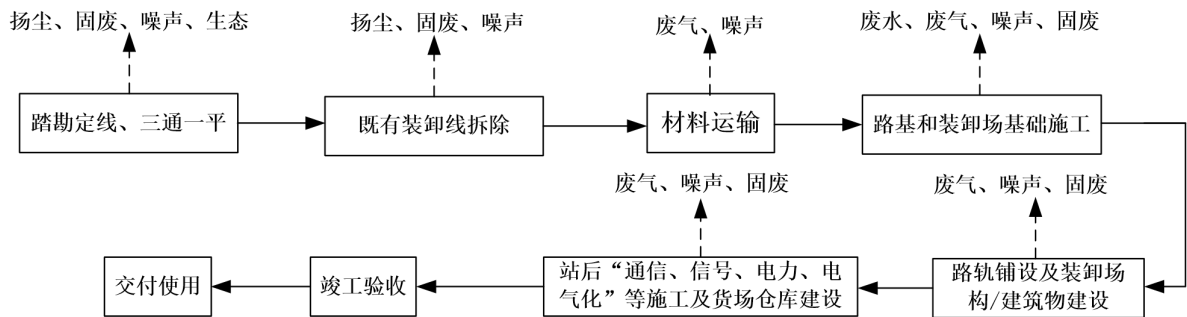 扬尘、固废、噪声、生态
扬尘、固废、噪声
废气、噪声
废水、废气、噪声、固废
踏勘定线、三通一平
既有装卸线拆除
材料运输
路基和装卸场基础施工
废气、噪声、固废
废气、噪声、固废
交付使用
竣工验收
站后“通信、信号、电力、电
气化”等施工及货场仓库建设
路轨铺设及装卸场
构/建筑物建设